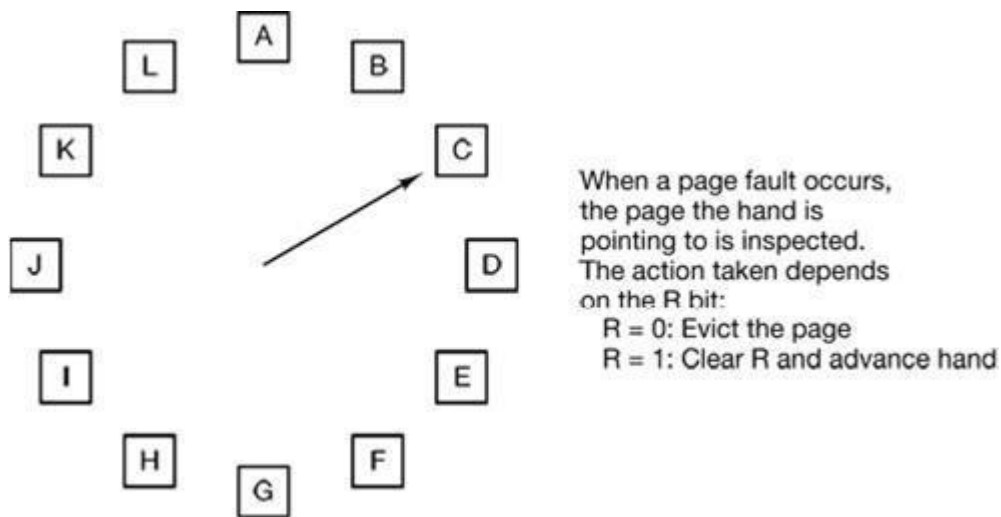 A
L
B
K
C
When a page fault occurs,
the page the hand is
pointing to is inspected.
The action taken depends
on the R bit:
R = 0: Evict the page
R = 1: Clear R and advance hand
J
D
I
E
H
F
G